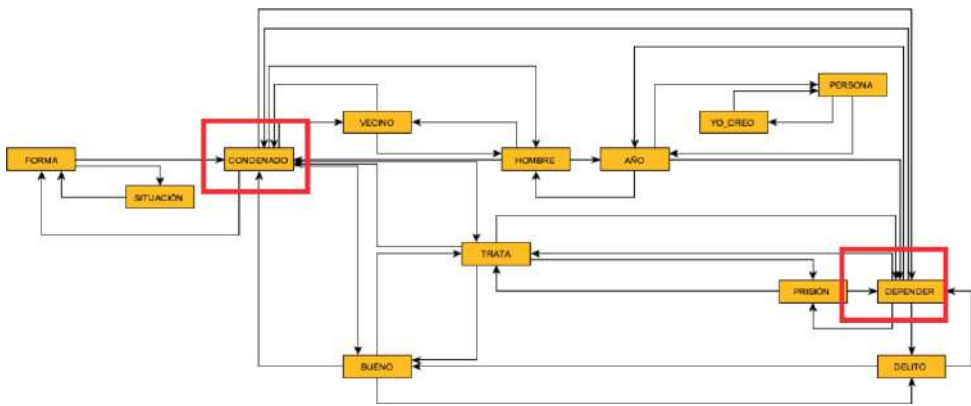 PERSONA
VECINO
YO_CREO
FORMA
CONDENADO
HOMBRE
AÑO
SITUACIÓN
TRATA
PRISIÓN
DEPENDER
BUENO
DELITO